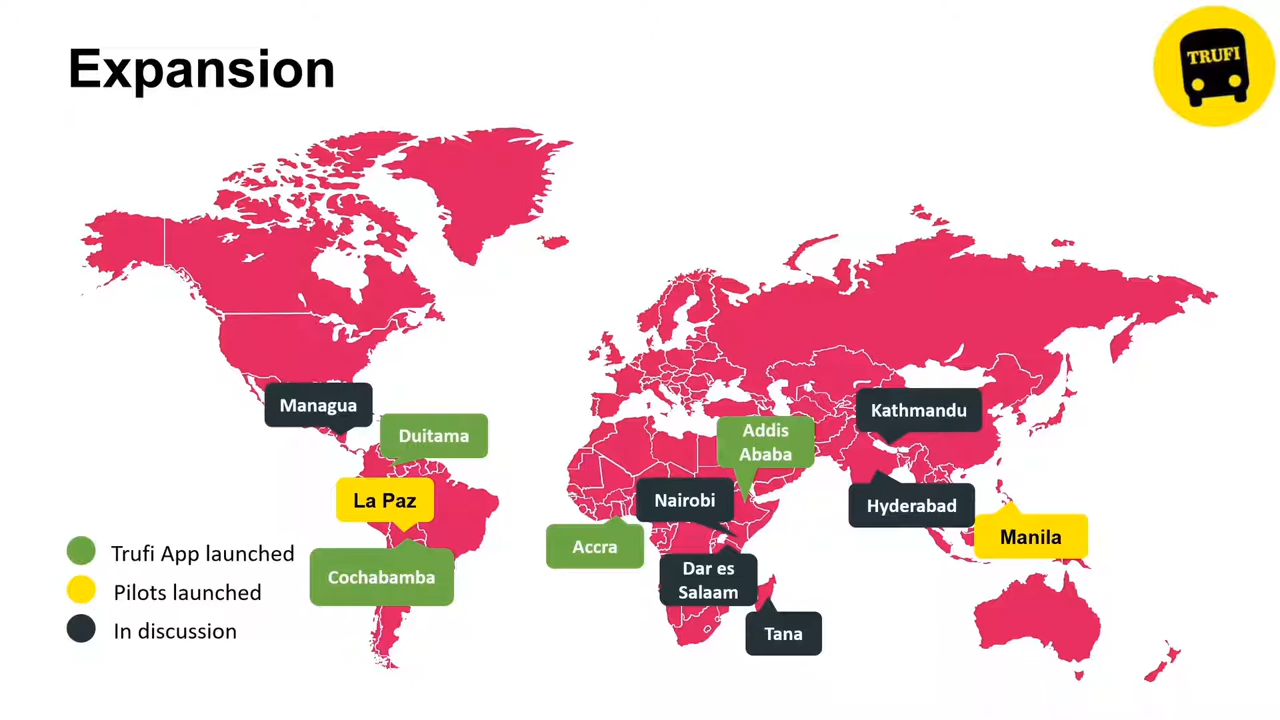 Expansion
TRUFI
Managua
Duitama
La Paz
Cochabamba
Accra
Nairobi
Addis
Ababa
Dar es
Salaam
Tana
Kathmandu
Hyderabad
Manila
Trufi App launched
Pilots launched
In discussion